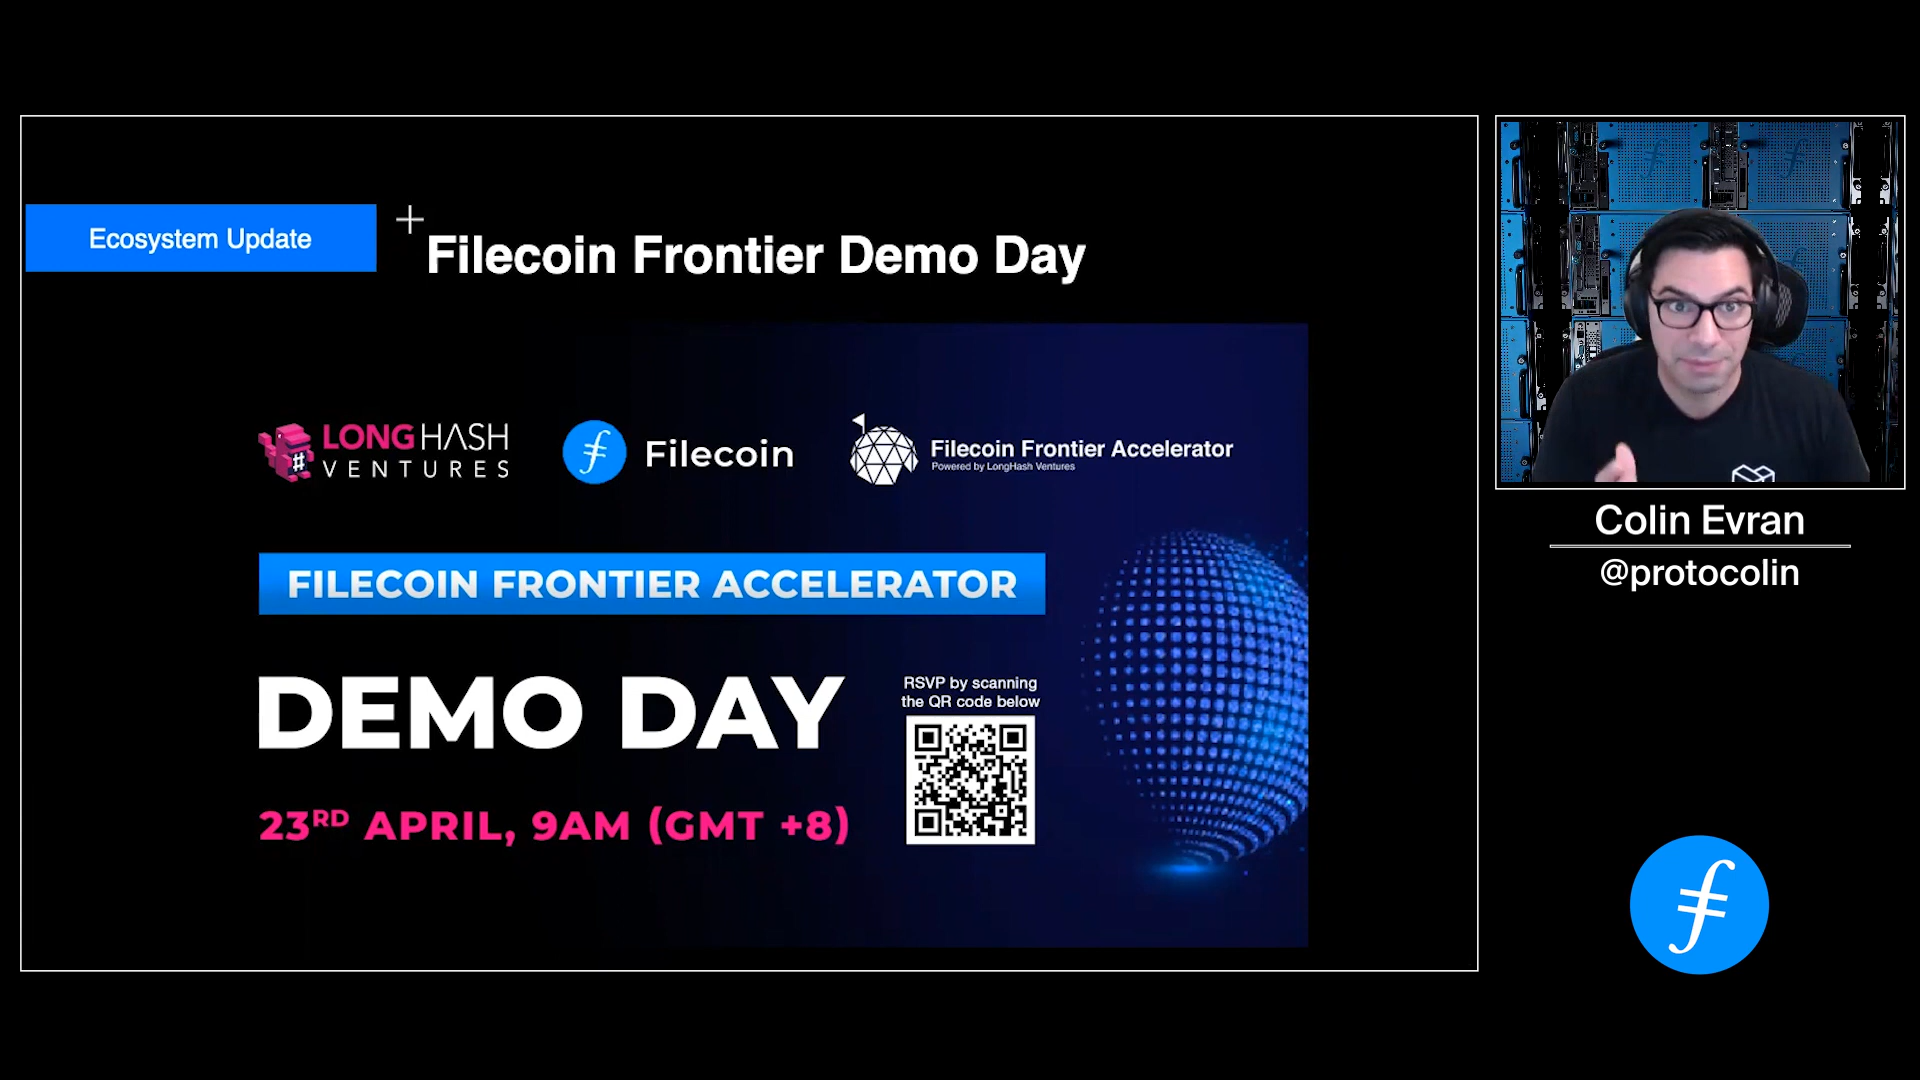 Ecosystem Update
Filecoin Frontier Demo Day
LONGHASH
VENTURES
Filecoin
Filecoin Frontier Accelerator
Powered by LongHash Ventures
FILECOIN FRONTIER ACCELERATOR
DEMO DAY
RSVP by scanning
the QR code below
23RD APRIL, 9AM (GMT +8)
Colin Evran
@protocolin